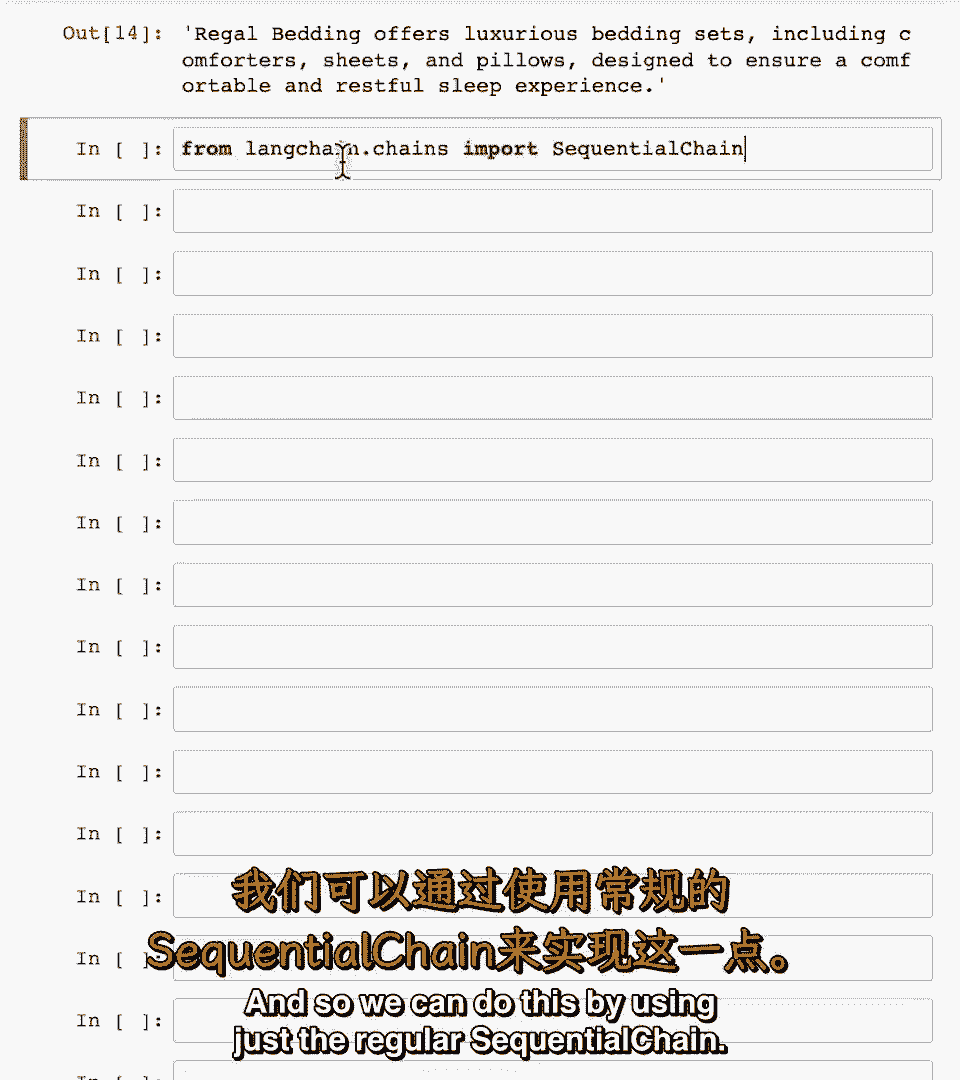 Out[14]: 'Regal Bedding offers luxurious bedding sets, including c
omforters, sheets, and pillows, designed to ensure a comf
ortable and restful sleep experience.'
In [ ]: from langchain.chains import SequentialChain
In [ ]:
In [ ]:
In [ ]:
In [ ]:
In [ ]:
In [ ]:
In [ ]:
In [ ]:
In [ ]:
In [ ]:
In [ ]:
In [ ]:
我们可以通过使用常规的
In [ ]:
SequentialChain来实现这一点。
And so we can do this by using
In [ ]:
just the regular SequentialChain.